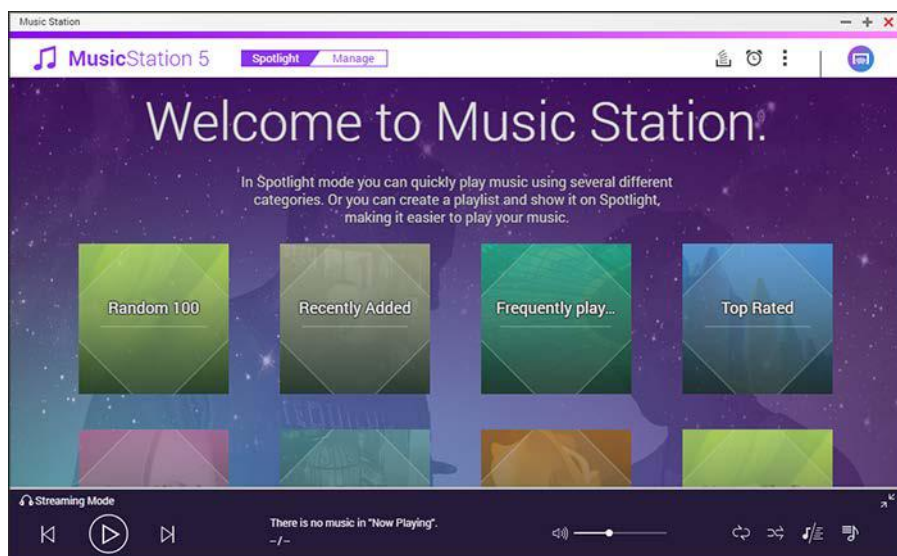 Music Station
MusicStation 5
Spotlight
Manage
Welcome to Music Station.
In Spotlight mode you can quickly play music using several different
categories. Or you can create a playlist and show it on Spotlight,
making it easier to play your music.
Random 100
Recently Added
Frequently play...
Top Rated
Streaming Mode
There is no music in "Now Playing".
--/--